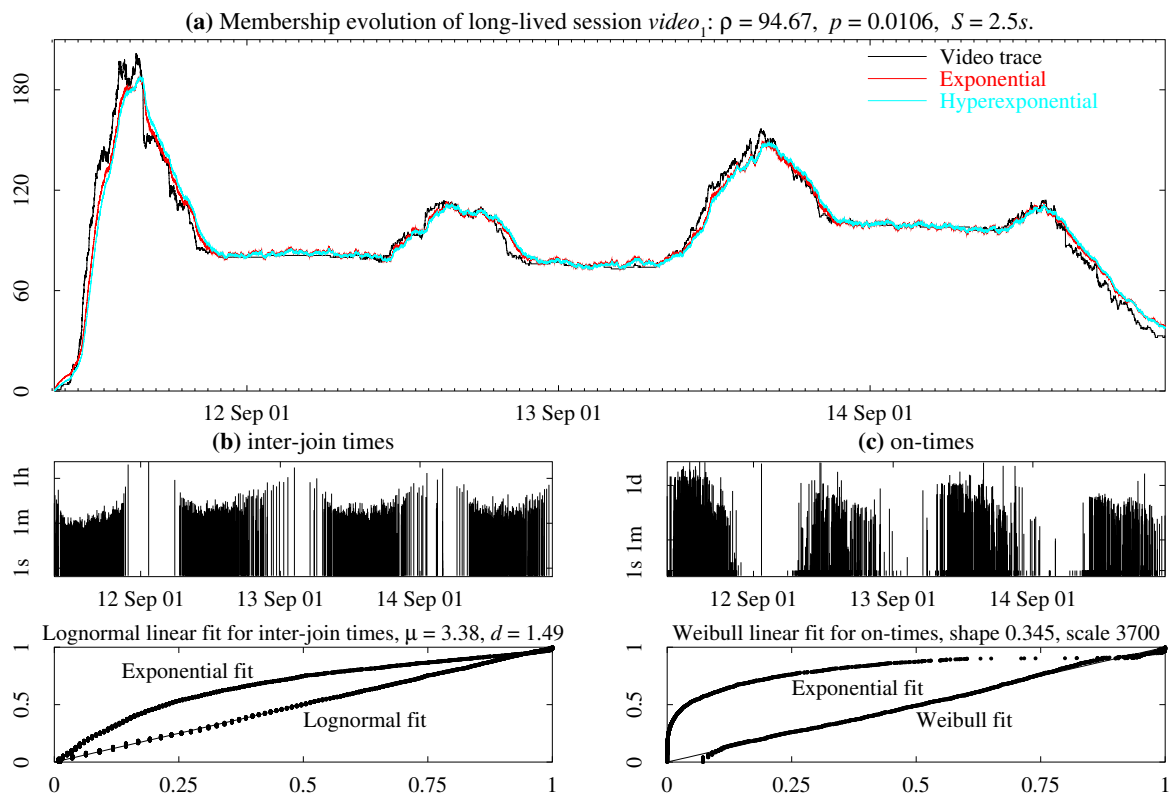 (a) Membership evolution of long-lived session video1: ρ = 94.67, p = 0.0106, S = 2.5s.
Video trace
Exponential
Hyperexponential
180
120
60
0
12 Sep 01
13 Sep 01
14 Sep 01
(b) inter-join times
1h
1m
1s
12 Sep 01
13 Sep 01
14 Sep 01
(c) on-times
1d
1m
1s
12 Sep 01
13 Sep 01
14 Sep 01
Lognormal linear fit for inter-join times, μ = 3.38, d = 1.49
1
0.5
0
Exponential fit
Lognormal fit
0
0.25
0.5
0.75
1
Weibull linear fit for on-times, shape 0.345, scale 3700
1
0.5
0
Exponential fit
Weibull fit
0
0.25
0.5
0.75
1